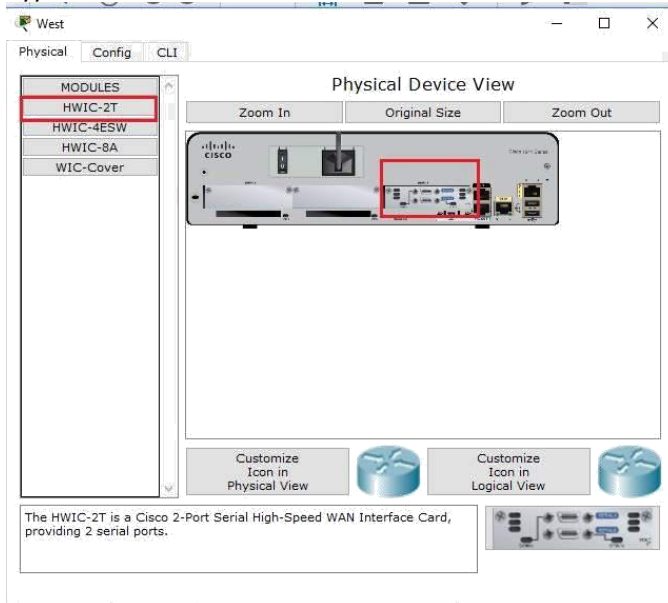 West
Physical Config CLI
MODULES
HWIC-2T
HWIC-4ESW
HWIC-8A
WIC-Cover
Physical Device View
Zoom In Original Size Zoom Out
CISCO
Customize
Icon in
Physical View
Customize
Icon in
Logical View
The HWIC-2T is a Cisco 2-Port Serial High-Speed WAN Interface Card,
providing 2 serial ports.